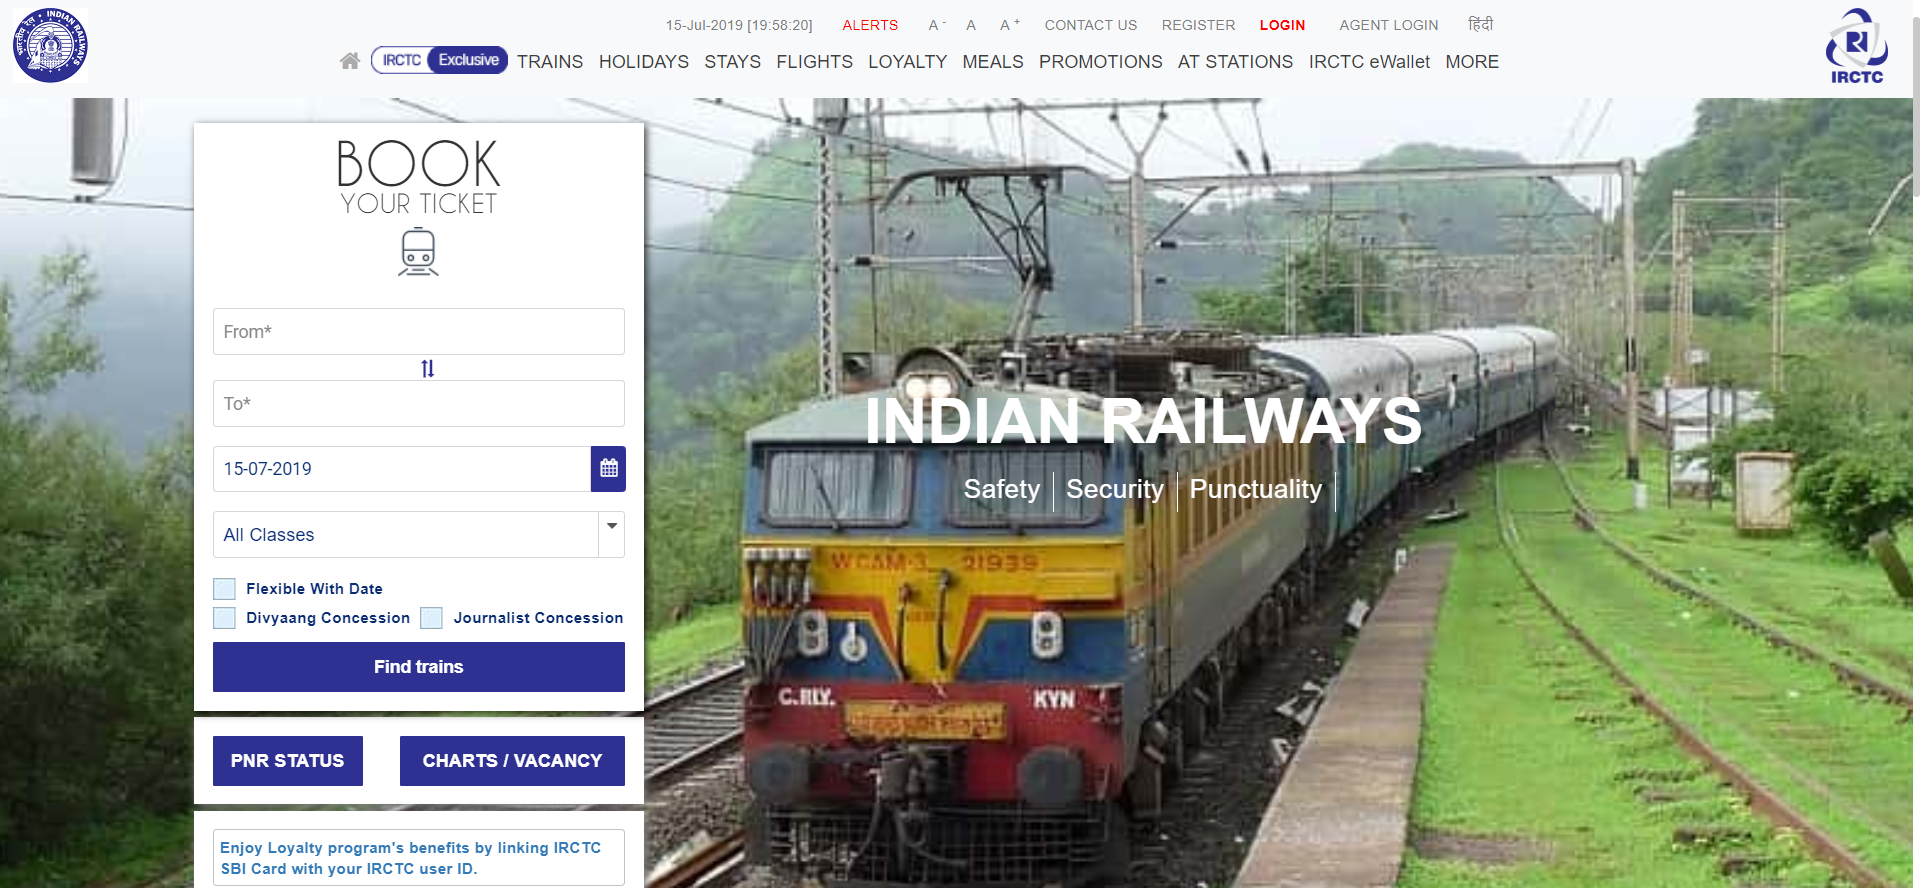 भारतीय रेल INDIAN RAILWAYS
15-Jul-2019 [19:58:20] ALERTS A - A A + CONTACT US REGISTER LOGIN AGENT LOGIN हिंदी
IRCTC Exclusive TRAINS HOLIDAYS STAYS FLIGHTS LOYALTY MEALS PROMOTIONS AT STATIONS IRCTC eWallet MORE
IRCTC
BOOK
YOUR TICKET
From*
To*
15-07-2019
All Classes
Flexible With Date
Divyaang Concession Journalist Concession
Find trains
PNR STATUS CHARTS / VACANCY
Enjoy Loyalty program's benefits by linking IRCTC
SBI Card with your IRCTC user ID.
INDIAN RAILWAYS
Safety Security Punctuality
WCAM-3 21939
C.RLY. KYN